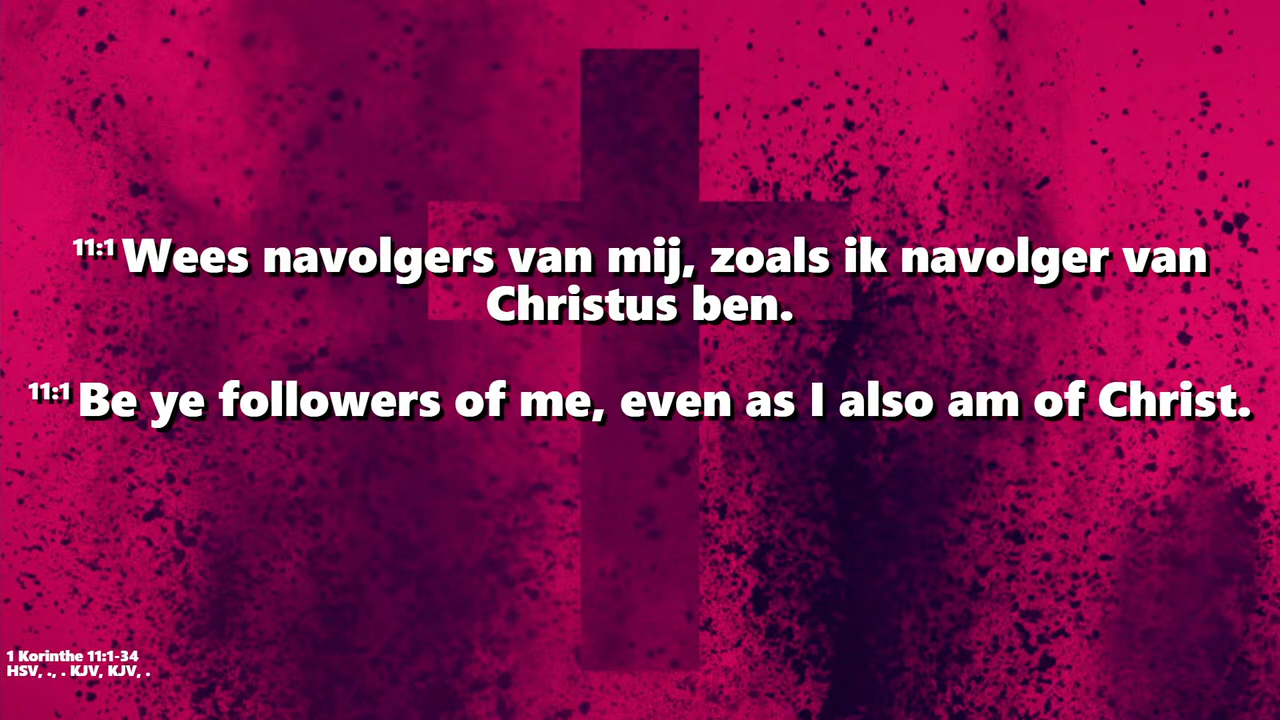 11:1 Wees navolgers van mij, zoals ik navolger van
Christus ben.
11:1 Be ye followers of me, even as I also am of Christ.
1 Korinthe 11:1-34
HSV, ., . KJV, KJV, .